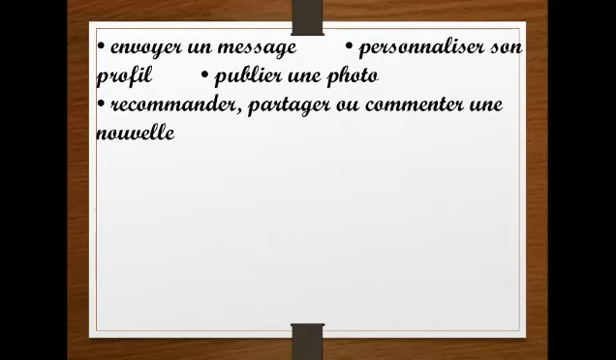 • envoyer un message • personnaliser son
profil • publier une photo
• recommander, partager ou commenter une
nouvelle